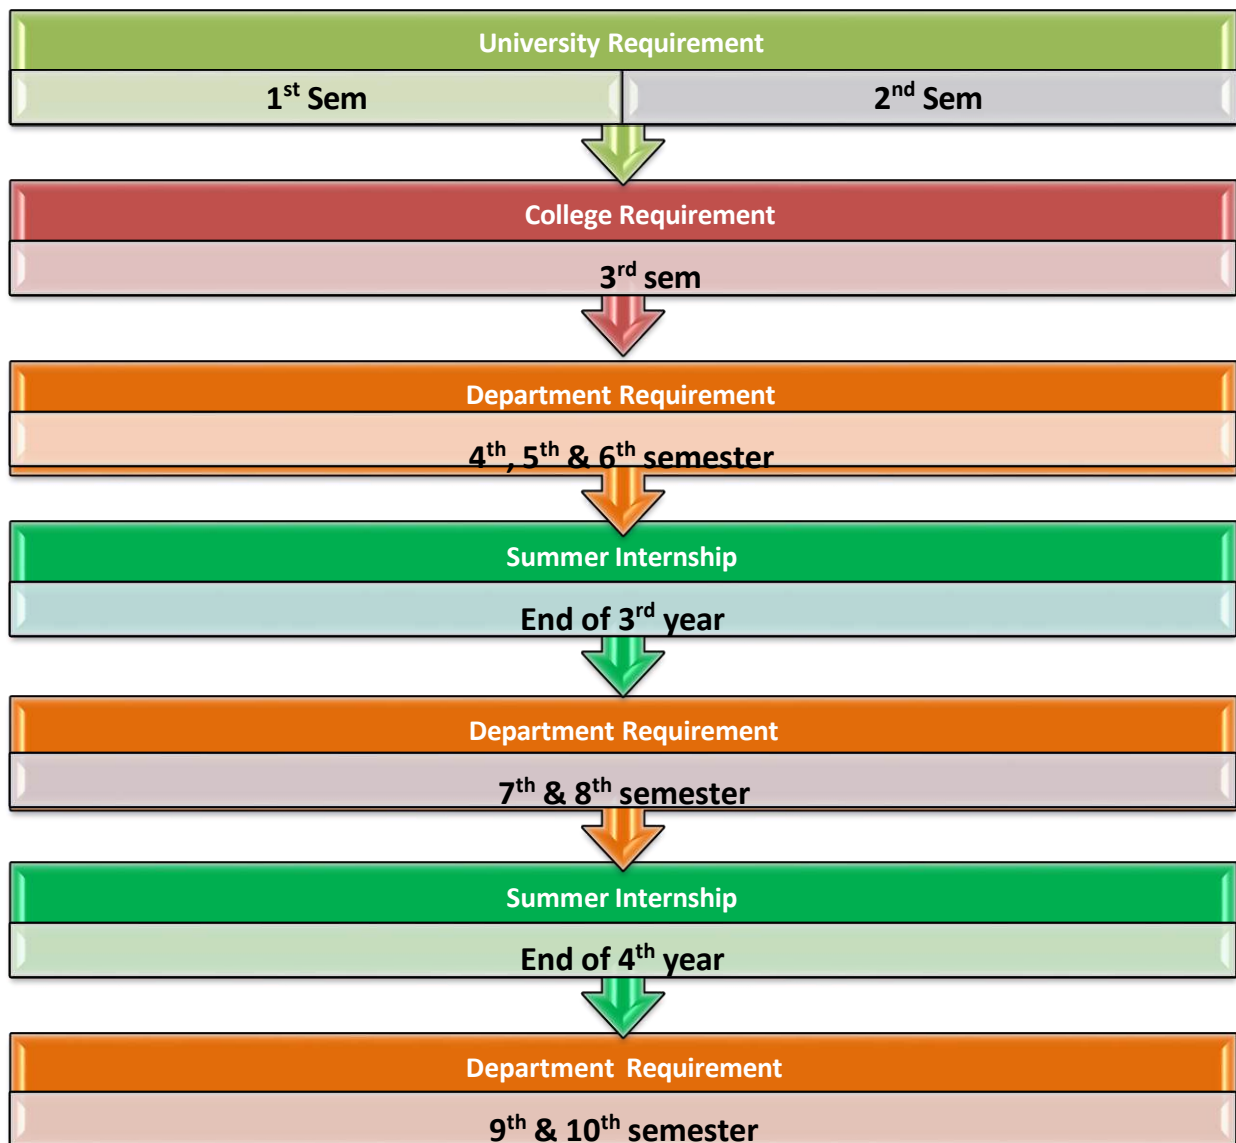 University Requirement
1st Sem 2nd Sem
College Requirement
3rd sem
Department Requirement
4th, 5th & 6th semester
Summer Internship
End of 3rd year
Department Requirement
7th & 8th semester
Summer Internship
End of 4th year
Department Requirement
9th & 10th semester